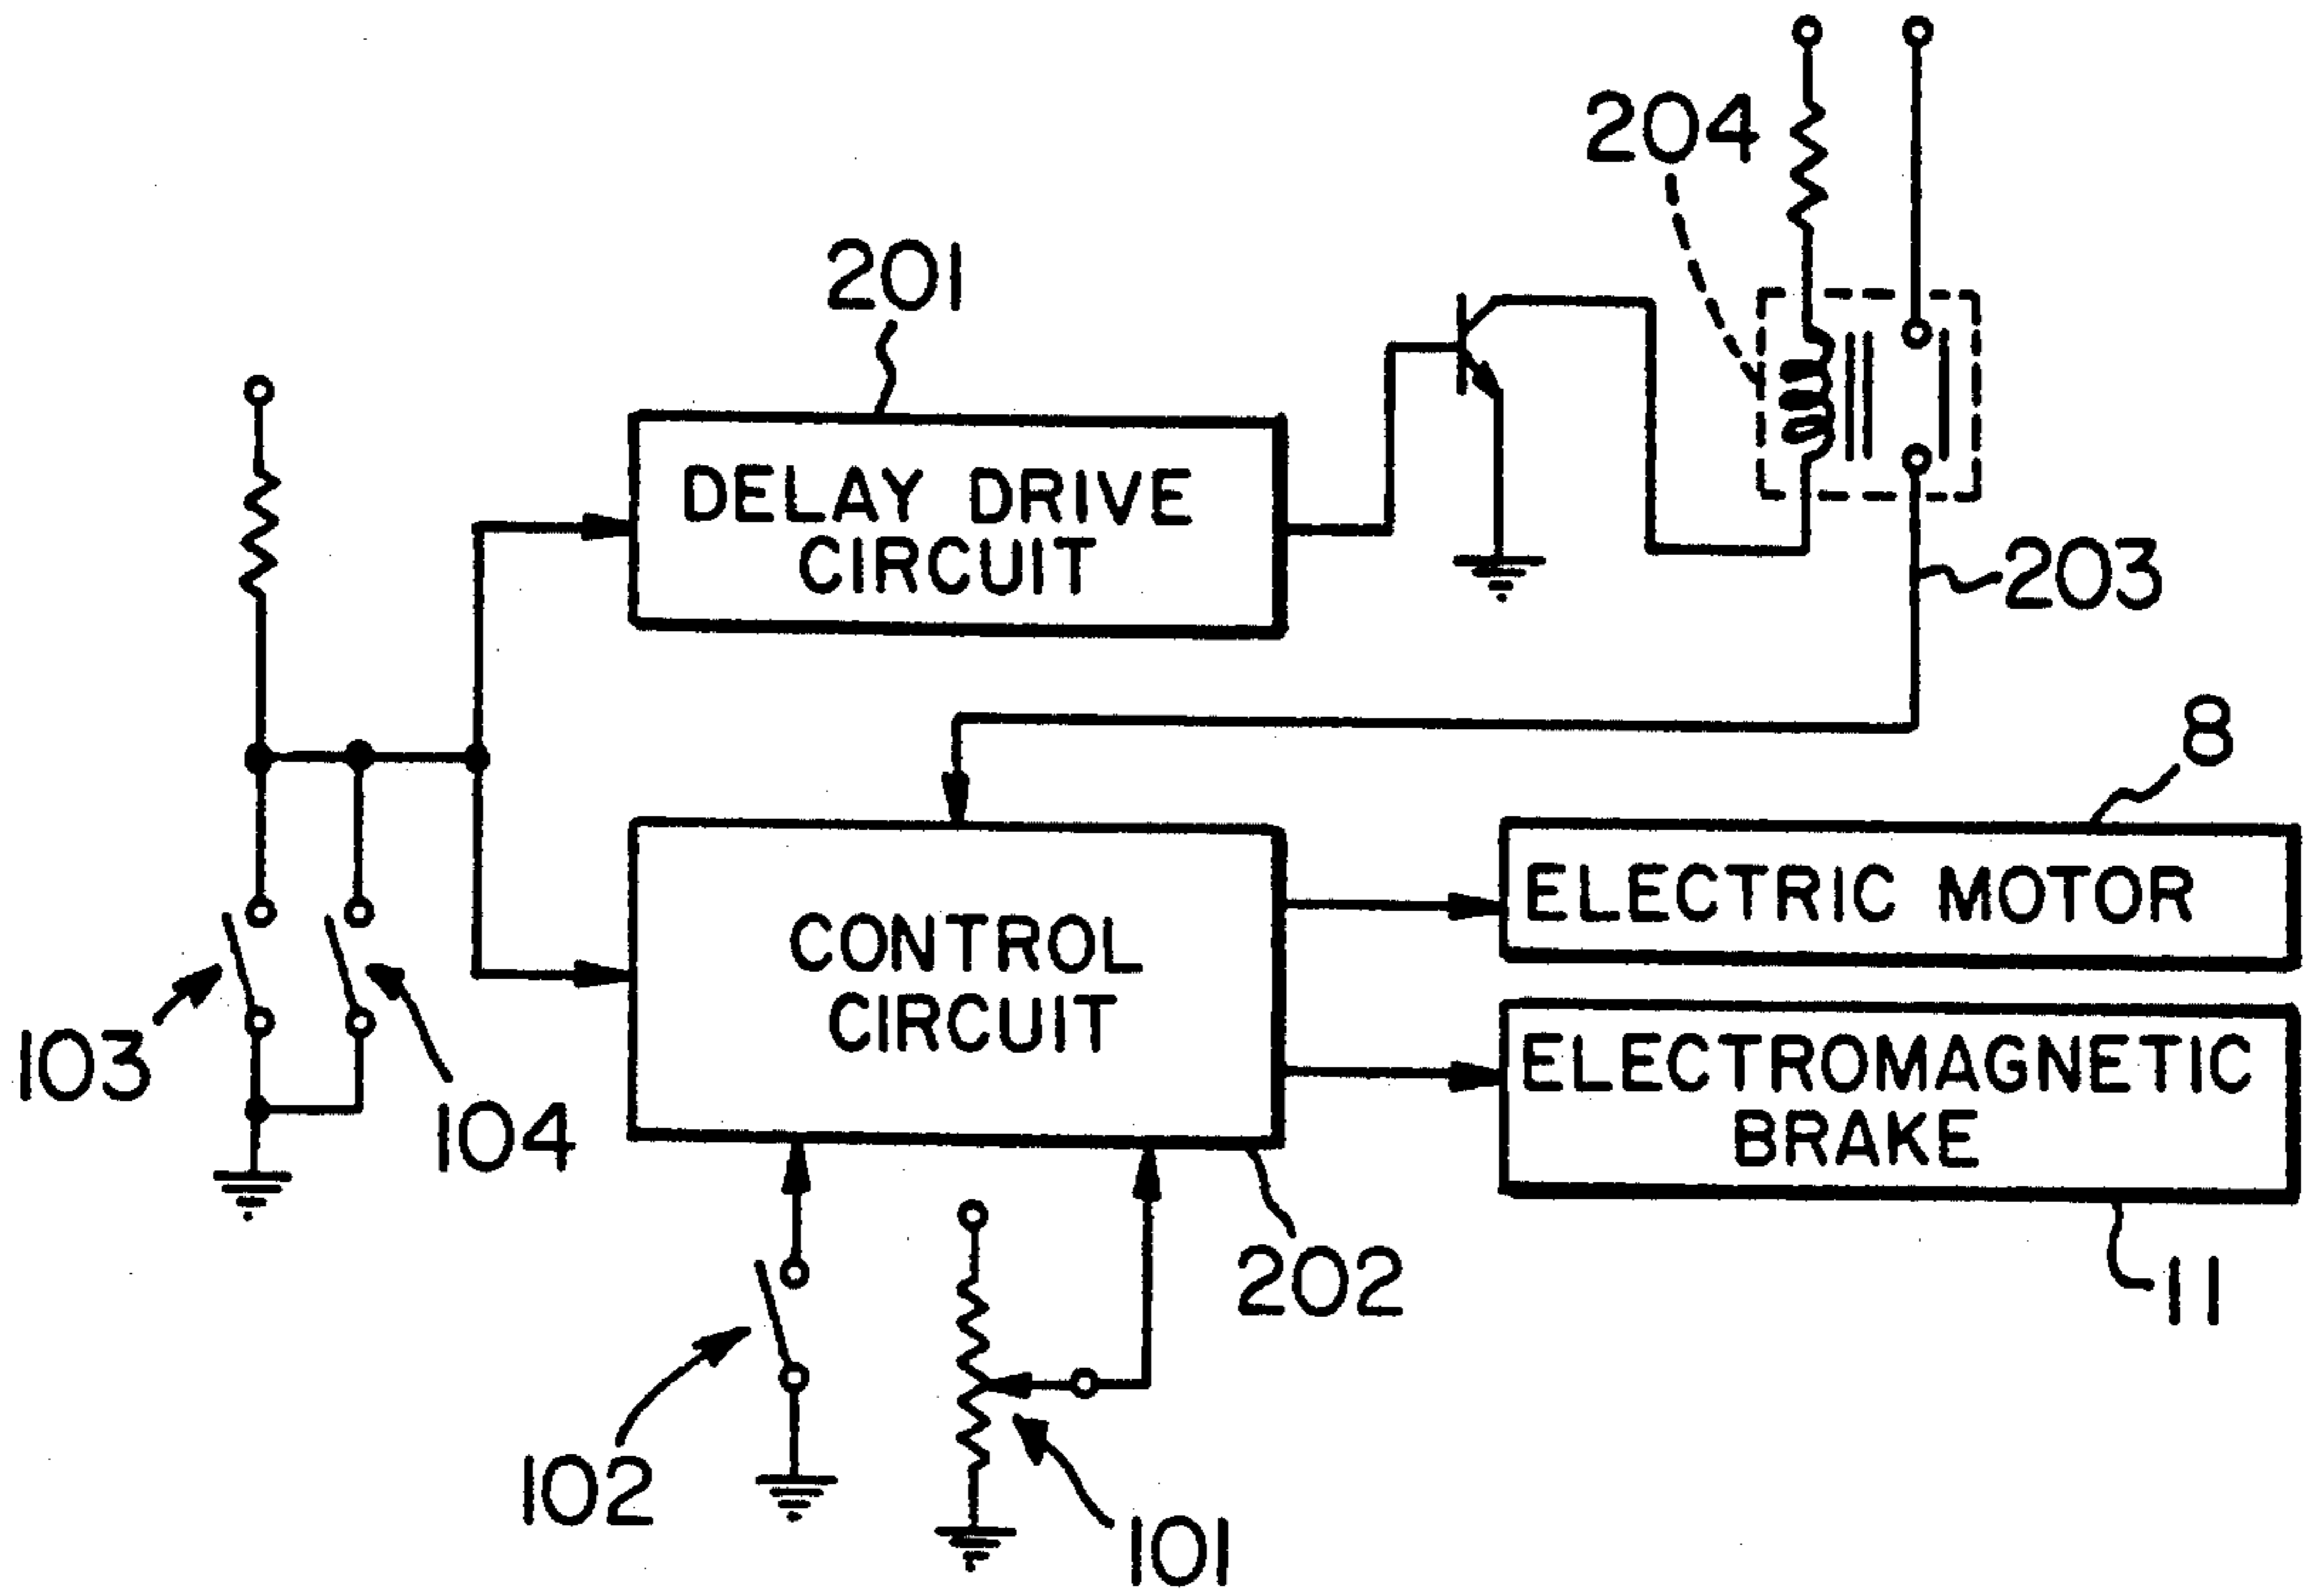 204
201
DELAY DRIVE
CIRCUIT
203
8
ELECTRIC MOTOR
CONTROL
CIRCUIT
103
104
ELECTROMAGNETIC
BRAKE
202
11
102
101